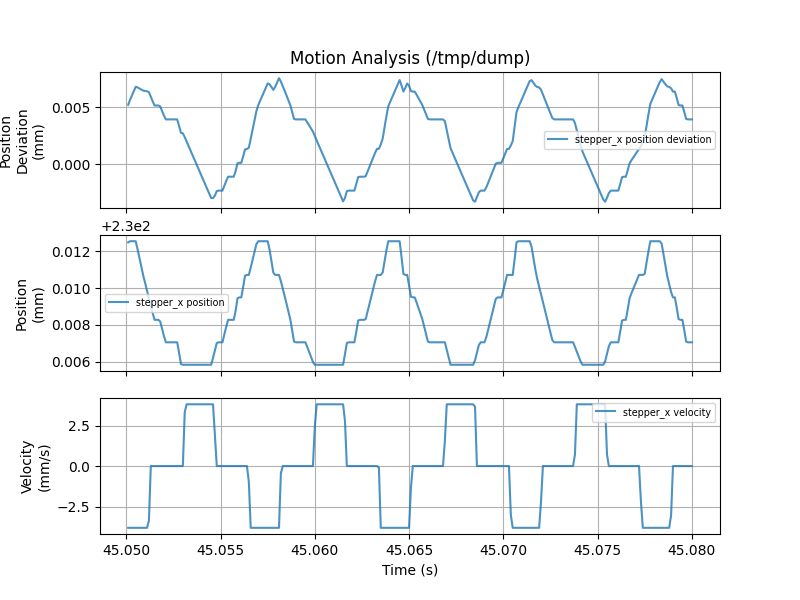 Motion Analysis (/tmp/dump)
Position
Deviation
(mm)
0.005
0.000
stepper_x position deviation
+2.3e2
Position
(mm)
0.012
0.010
0.008
0.006
stepper_x position
Velocity
(mm/s)
2.5
0.0
−2.5
stepper_x velocity
45.050 45.055 45.060 45.065 45.070 45.075 45.080
Time (s)